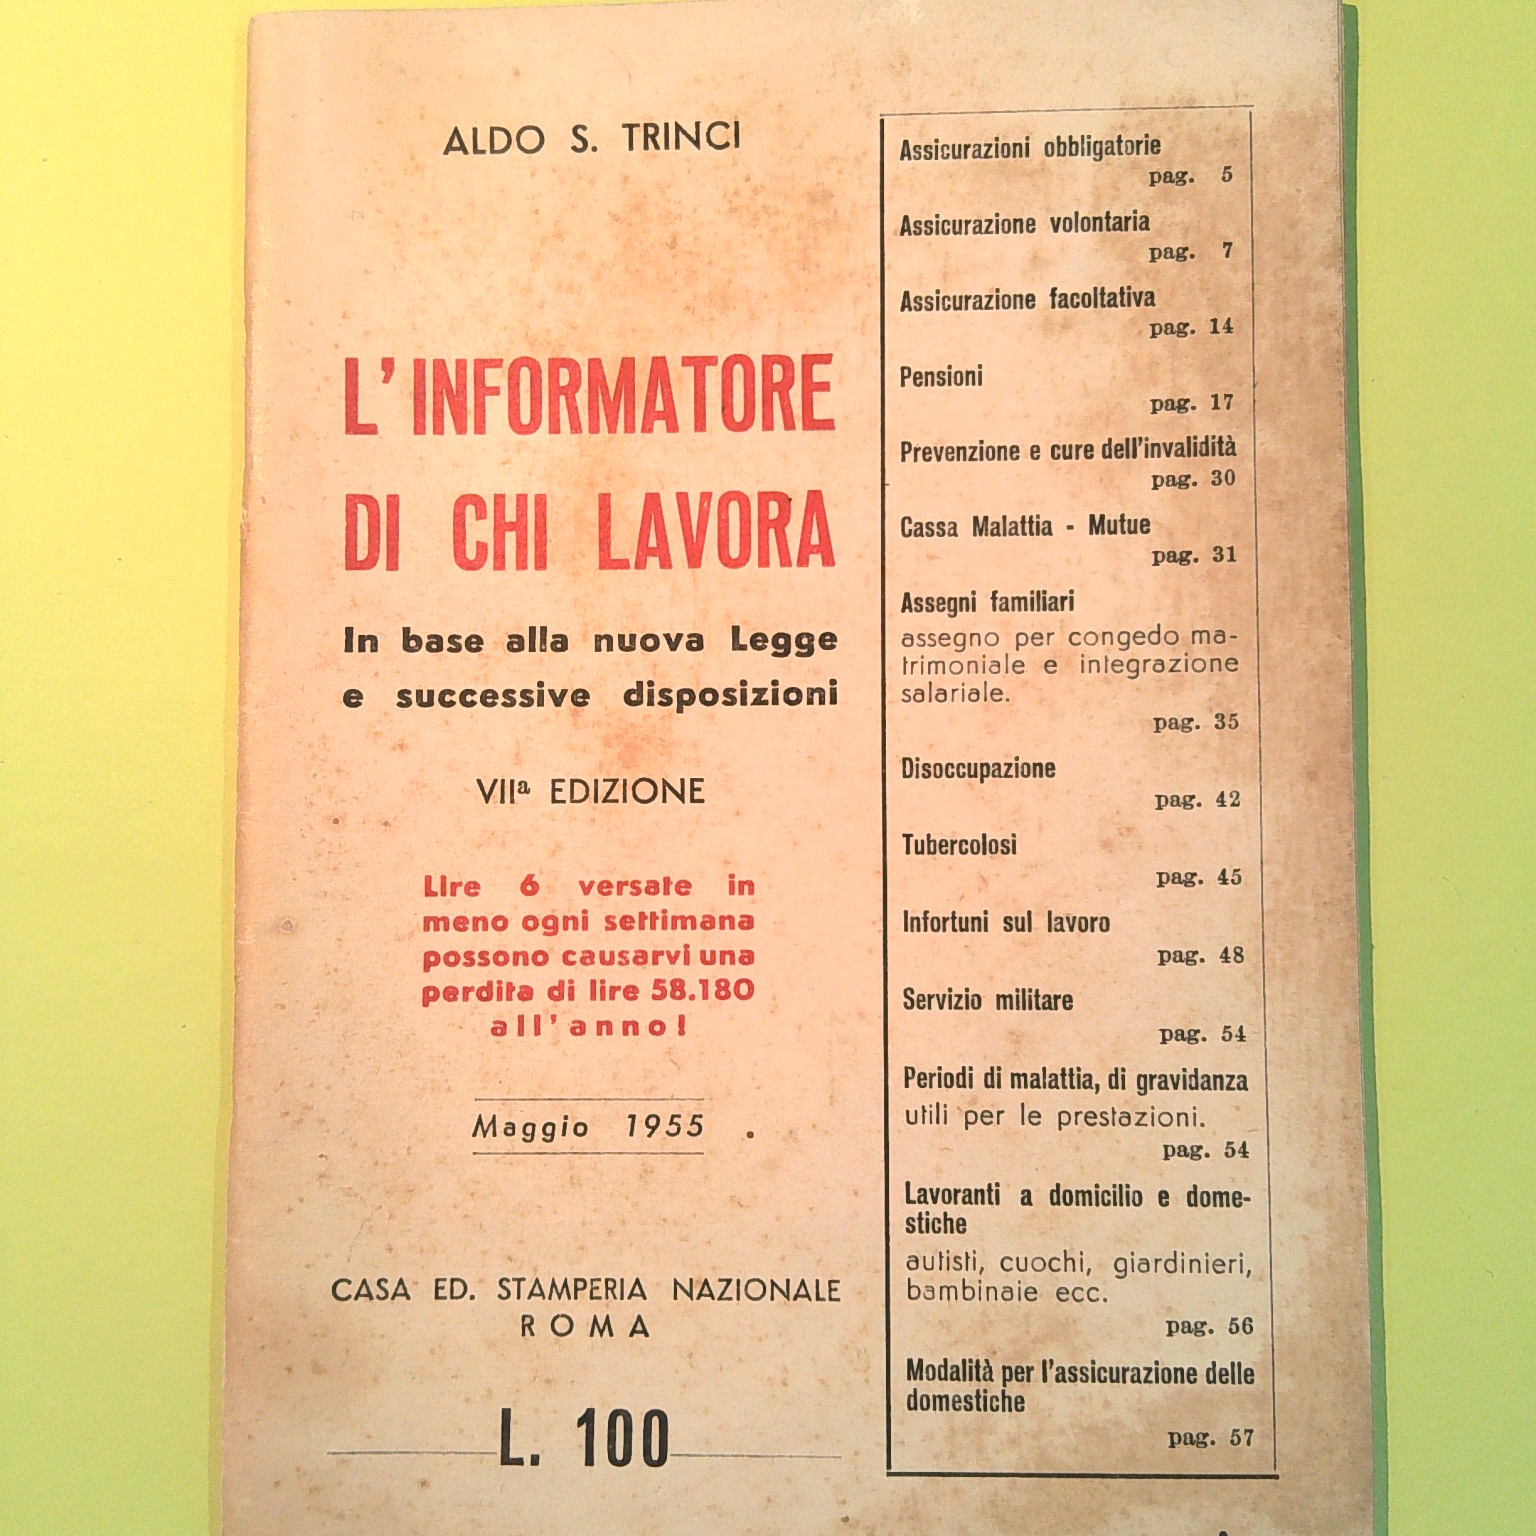 ALDO S. TRINCI
L'INFORMATORE
DI CHI LAVORA
In base alla nuova Legge
e successive disposizioni
VIIª EDIZIONE
Lire 6 versate in
meno ogni settimana
possono causarvi una
perdita di lire 58.180
all'anno!
Maggio 1955
CASA ED. STAMPERIA NAZIONALE
ROMA
L. 100
Assicurazioni obbligatorie
pag. 5
Assicurazione volontaria
pag. 7
Assicurazione facoltativa
pag. 14
Pensioni
pag. 17
Prevenzione e cure dell'invalidità
pag. 30
Cassa Malattia - Mutue
pag. 31
Assegni familiari
assegno per congedo ma-
trimoniale e integrazione
salariale.
pag. 35
Disoccupazione
pag. 42
Tubercolosi
pag. 45
Infortuni sul lavoro
pag. 48
Servizio militare
pag. 54
Periodi di malattia, di gravidanza
utili per le prestazioni.
pag. 54
Lavoranti a domicilio e dome-
stiche
autisti, cuochi, giardinieri,
bambinaie ecc.
pag. 56
Modalità per l'assicurazione delle
domestiche
pag. 57